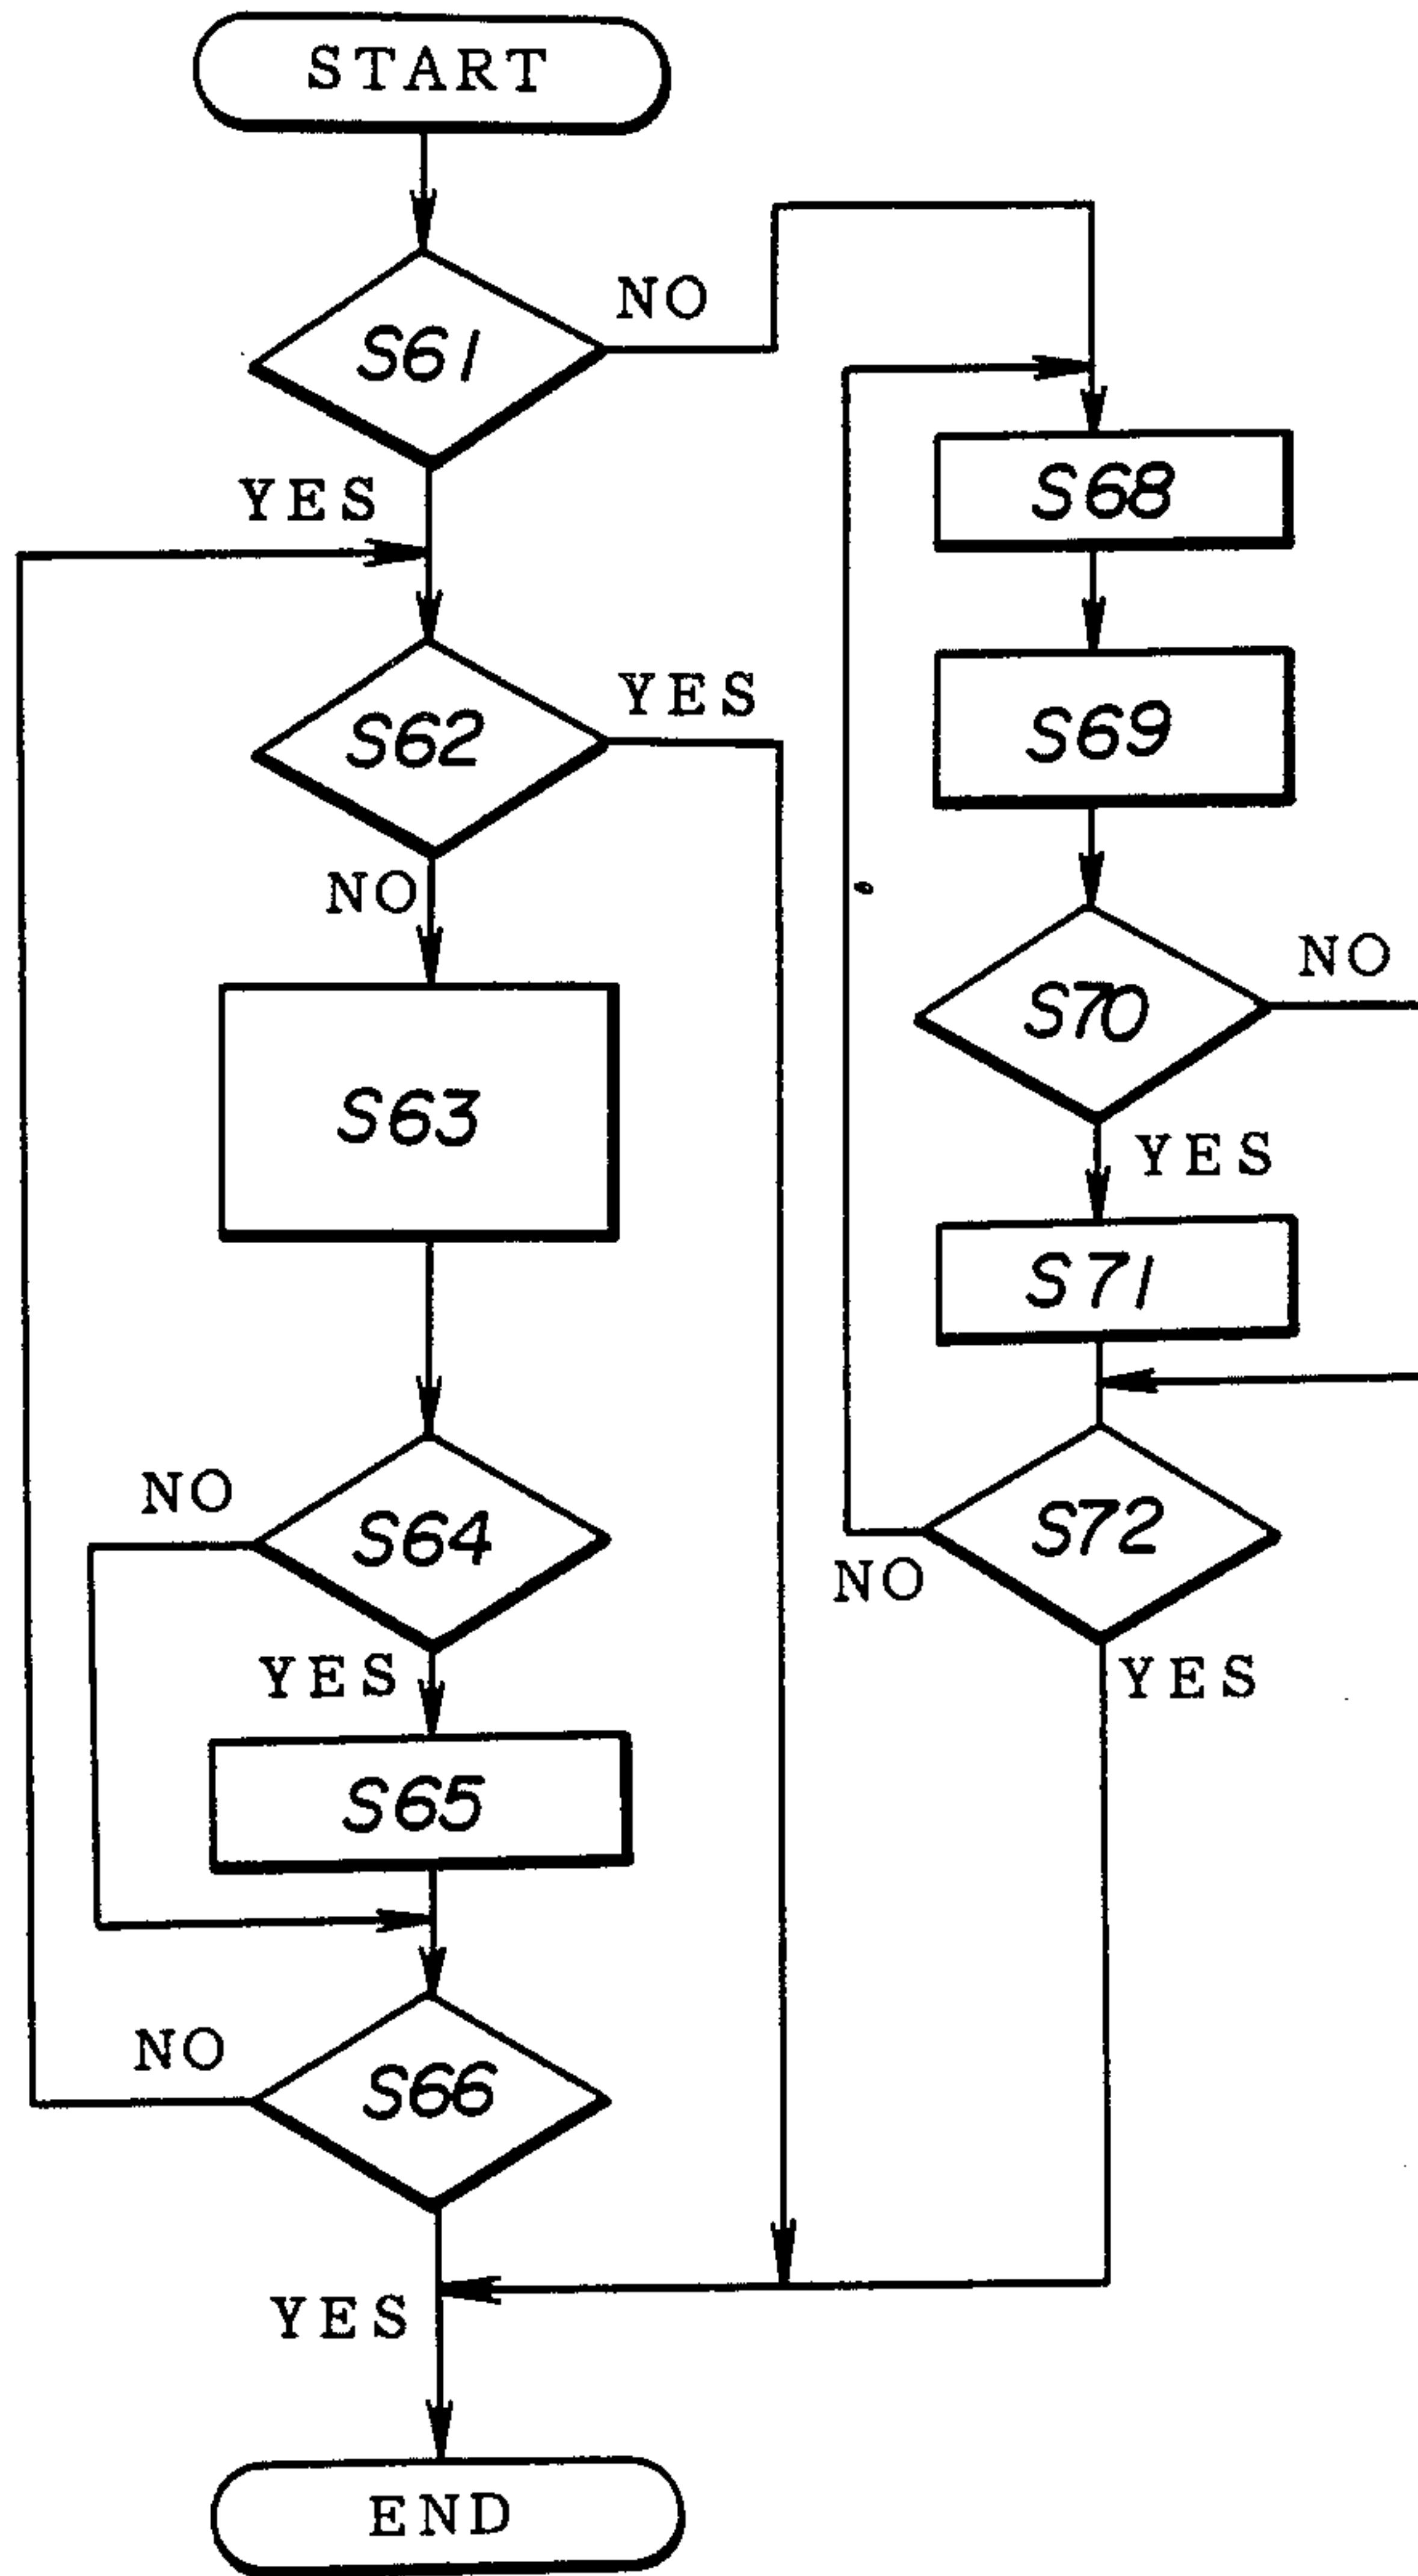 START
S61
NO
YES
S62
YES
NO
S63
S64
NO
YES
S65
S66
NO
YES
S68
S69
S70
NO
YES
S71
S72
NO
YES
END